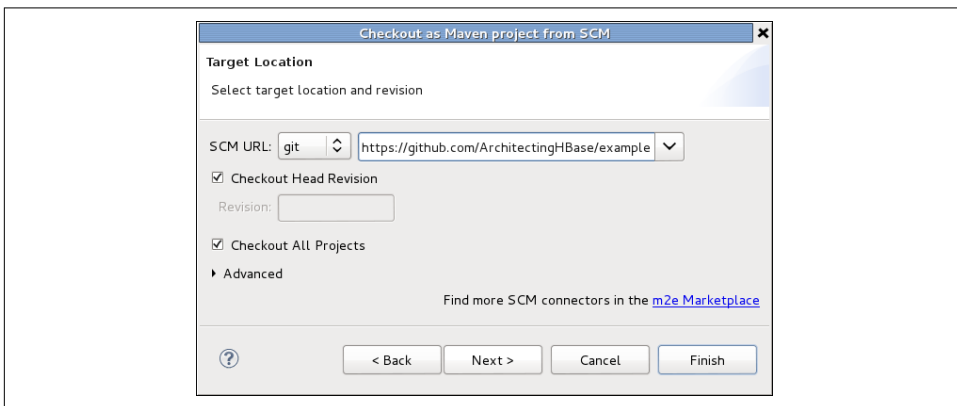 Checkout as Maven project from SCM
Target Location
Select target location and revision
SCM URL: git https://github.com/ArchitectingHBase/example
Checkout Head Revision
Revision:
Checkout All Projects
Advanced
Find more SCM connectors in the m2e Marketplace
? < Back Next > Cancel Finish